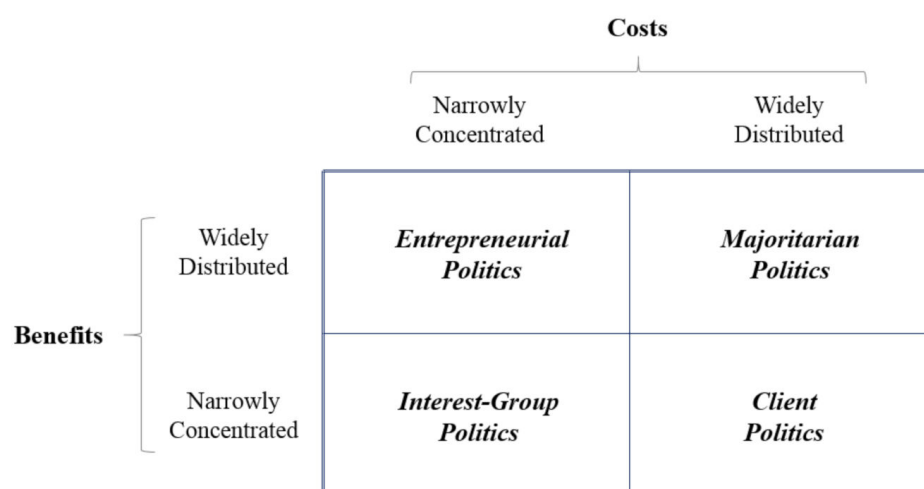 Costs
Narrowly
Concentrated
Widely
Distributed
Benefits
Widely
Distributed
Entrepreneurial
Politics
Majoritarian
Politics
Narrowly
Concentrated
Interest-Group
Politics
Client
Politics